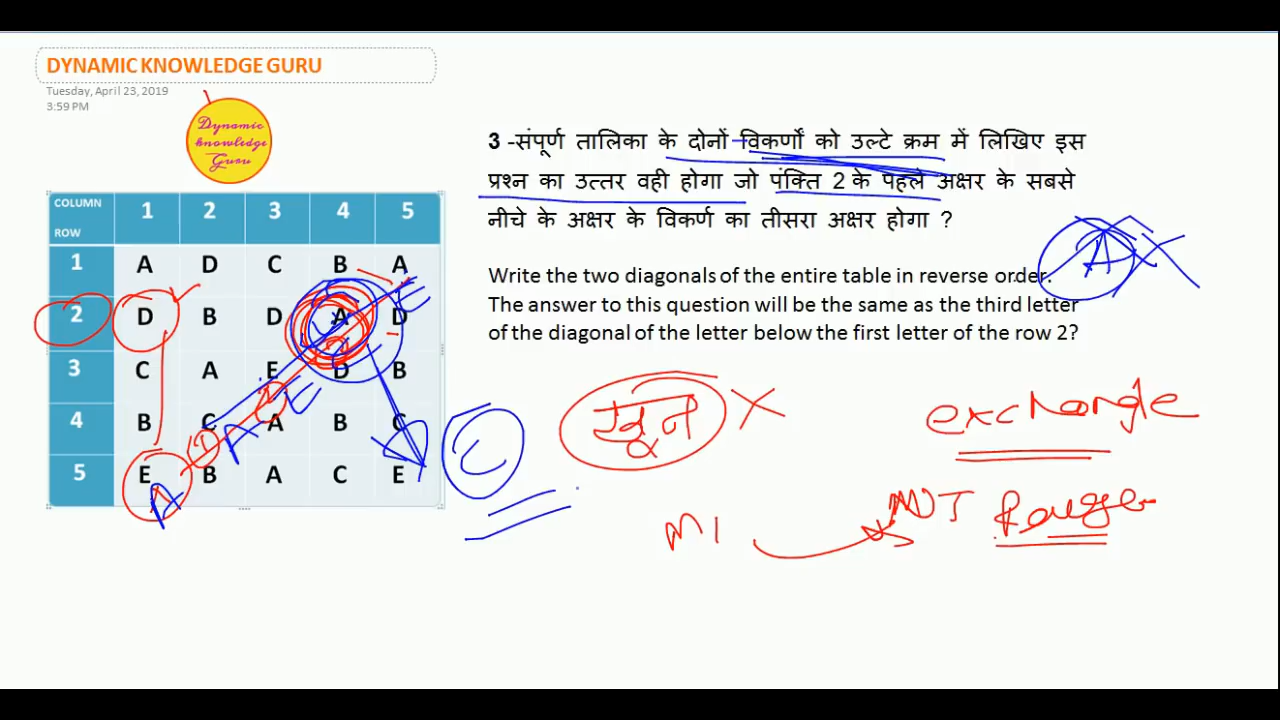 DYNAMIC KNOWLEDGE GURU
Tuesday, April 23, 2019
3:59 PM
Dynamic
knowledge
Guru
3 -संपूर्ण तालिका के दोनों विकर्णों को उल्टे क्रम में लिखिए इस
प्रश्न का उत्तर वही होगा जो पंक्ति 2 के पहले अक्षर के सबसे
नीचे के अक्षर के विकर्ण का तीसरा अक्षर होगा ?
Write the two diagonals of the entire table in reverse order.
The answer to this question will be the same as the third letter
of the diagonal of the letter below the first letter of the row 2?
COLUMN 1 2 3 4 5
ROW
1 A D C B A
2 D B D A D
3 C A E D B
4 B C A B C
5 E B A C E
A
E
E
A
A
exchange